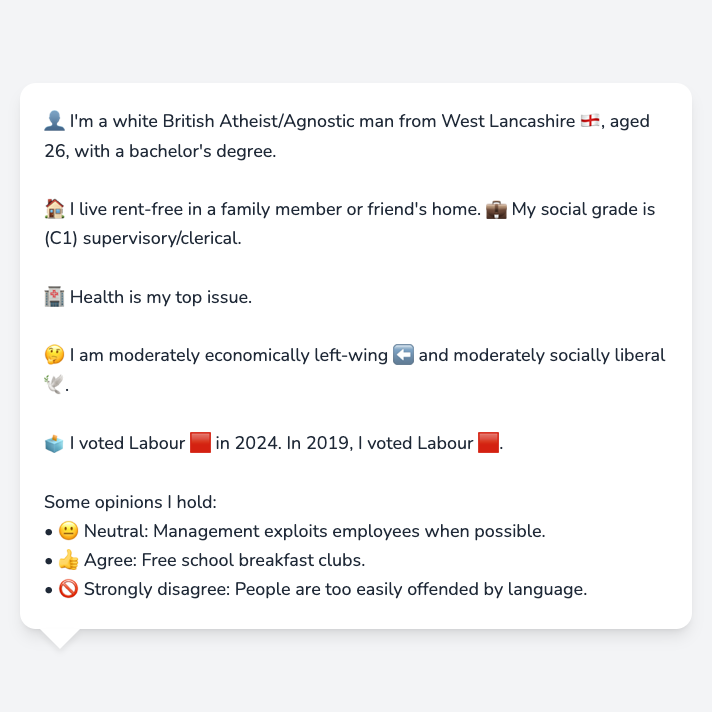 👤 I'm a white British Atheist/Agnostic man from West Lancashire 🏴󠁧󠁢󠁥󠁮󠁧󠁿, aged
26, with a bachelor's degree.
🏠 I live rent-free in a family member or friend's home. 💼 My social grade is
(C1) supervisory/clerical.
🏥 Health is my top issue.
🤔 I am moderately economically left-wing ⬅️ and moderately socially liberal
🕊️.
🗳️ I voted Labour 🟥 in 2024. In 2019, I voted Labour 🟥.
Some opinions I hold:
• 😐 Neutral: Management exploits employees when possible.
• 👍 Agree: Free school breakfast clubs.
• 🚫 Strongly disagree: People are too easily offended by language.